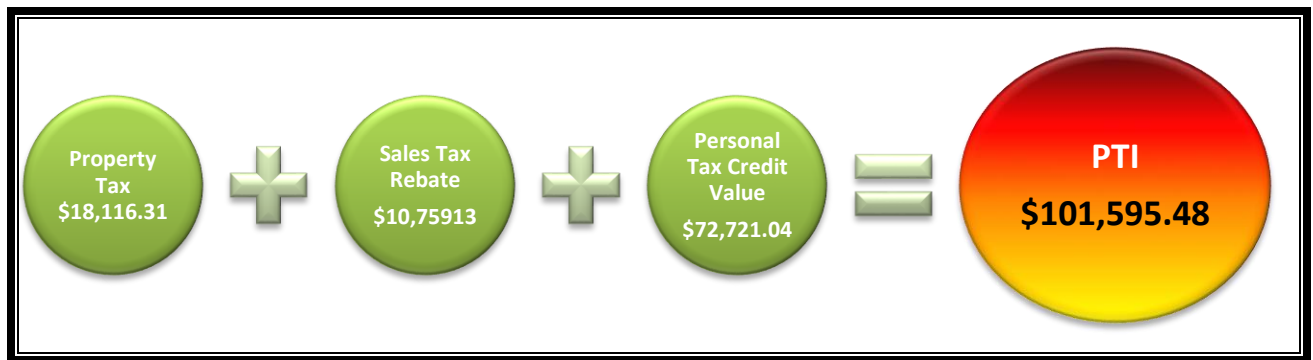 Property
Tax
$18,116.31
Sales Tax
Rebate
$10,75913
Personal
Tax Credit
Value
$72,721.04
PTI
$101,595.48